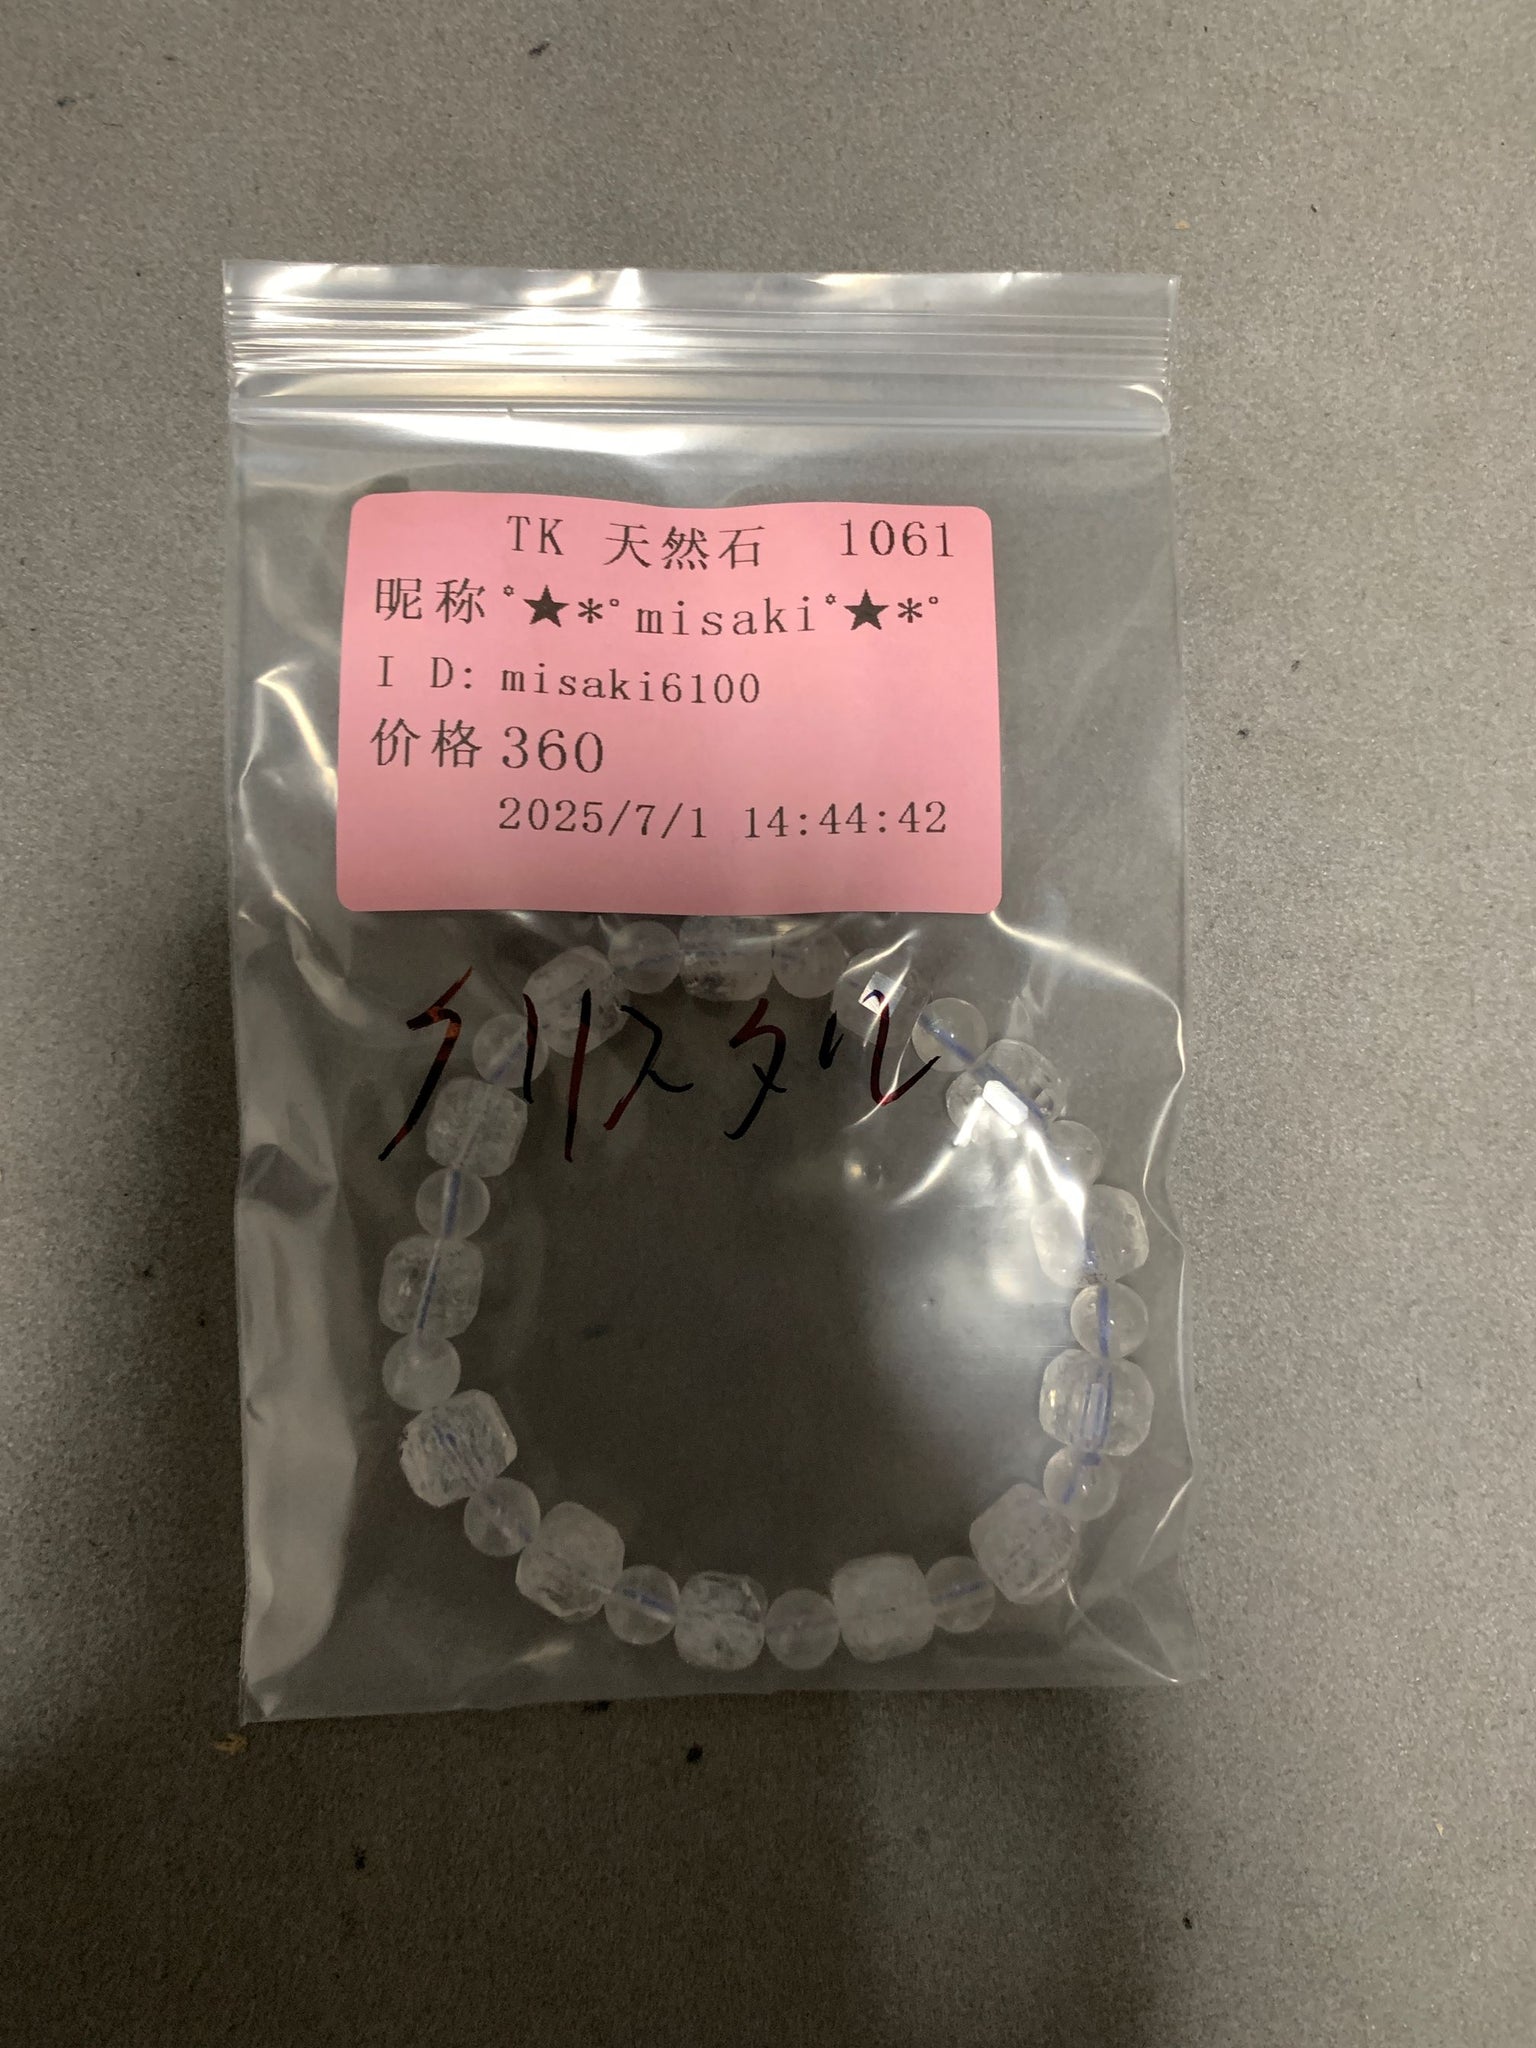 TK 天然石 1061
昵称 °★*°misaki°★*°
I D: misaki6100
价格 360
2025/7/1 14:44:42
クリスタル